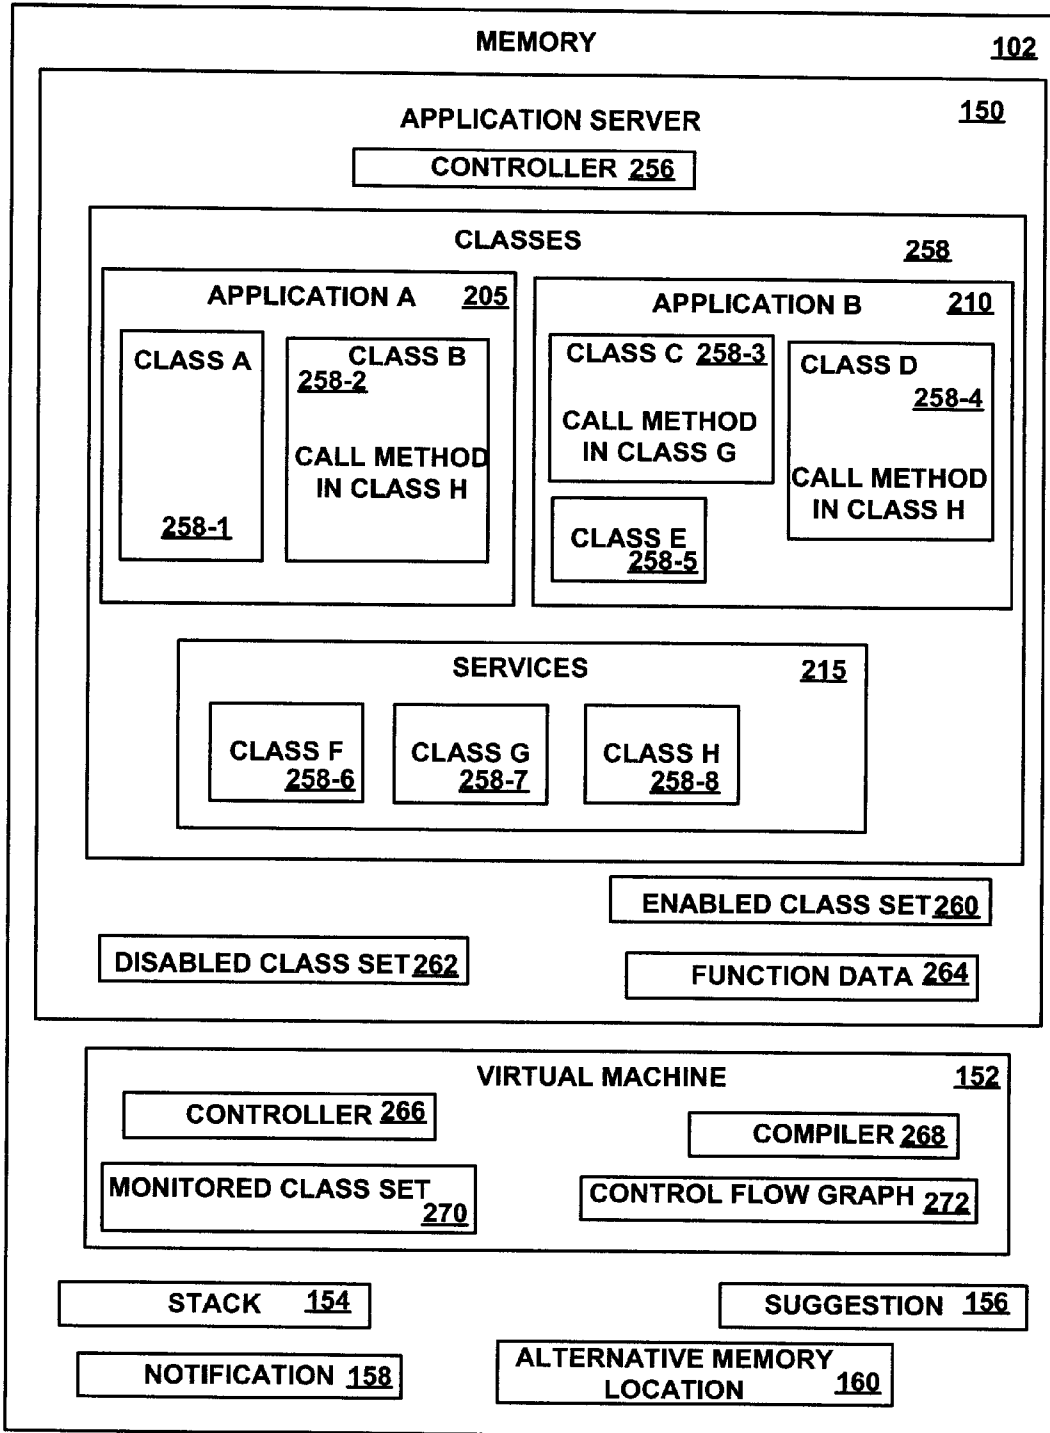 MEMORY 102
APPLICATION SERVER 150
CONTROLLER 256
CLASSES 258
APPLICATION A 205
CLASS A
258-1
CLASS B
258-2
CALL METHOD
IN CLASS H
APPLICATION B 210
CLASS C 258-3
CALL METHOD
IN CLASS G
CLASS D
258-4
CALL METHOD
IN CLASS H
CLASS E
258-5
SERVICES 215
CLASS F
258-6
CLASS G
258-7
CLASS H
258-8
ENABLED CLASS SET 260
DISABLED CLASS SET 262
FUNCTION DATA 264
VIRTUAL MACHINE 152
CONTROLLER 266
COMPILER 268
MONITORED CLASS SET
270
CONTROL FLOW GRAPH 272
STACK 154
SUGGESTION 156
NOTIFICATION 158
ALTERNATIVE MEMORY
LOCATION 160